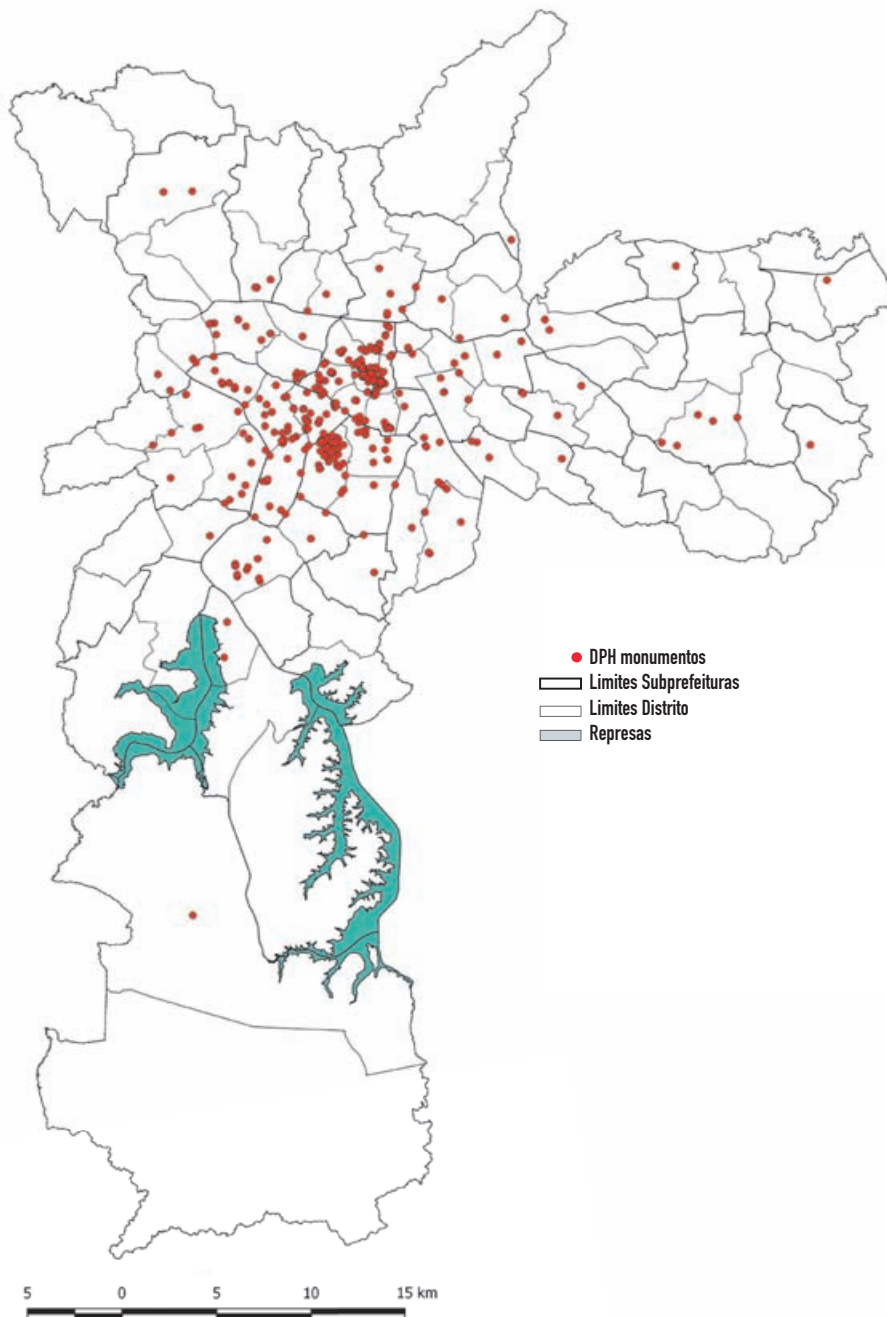 DPH monumentos
Limites Subprefeituras
Limites Distrito
Represas
5 0 5 10 15 km